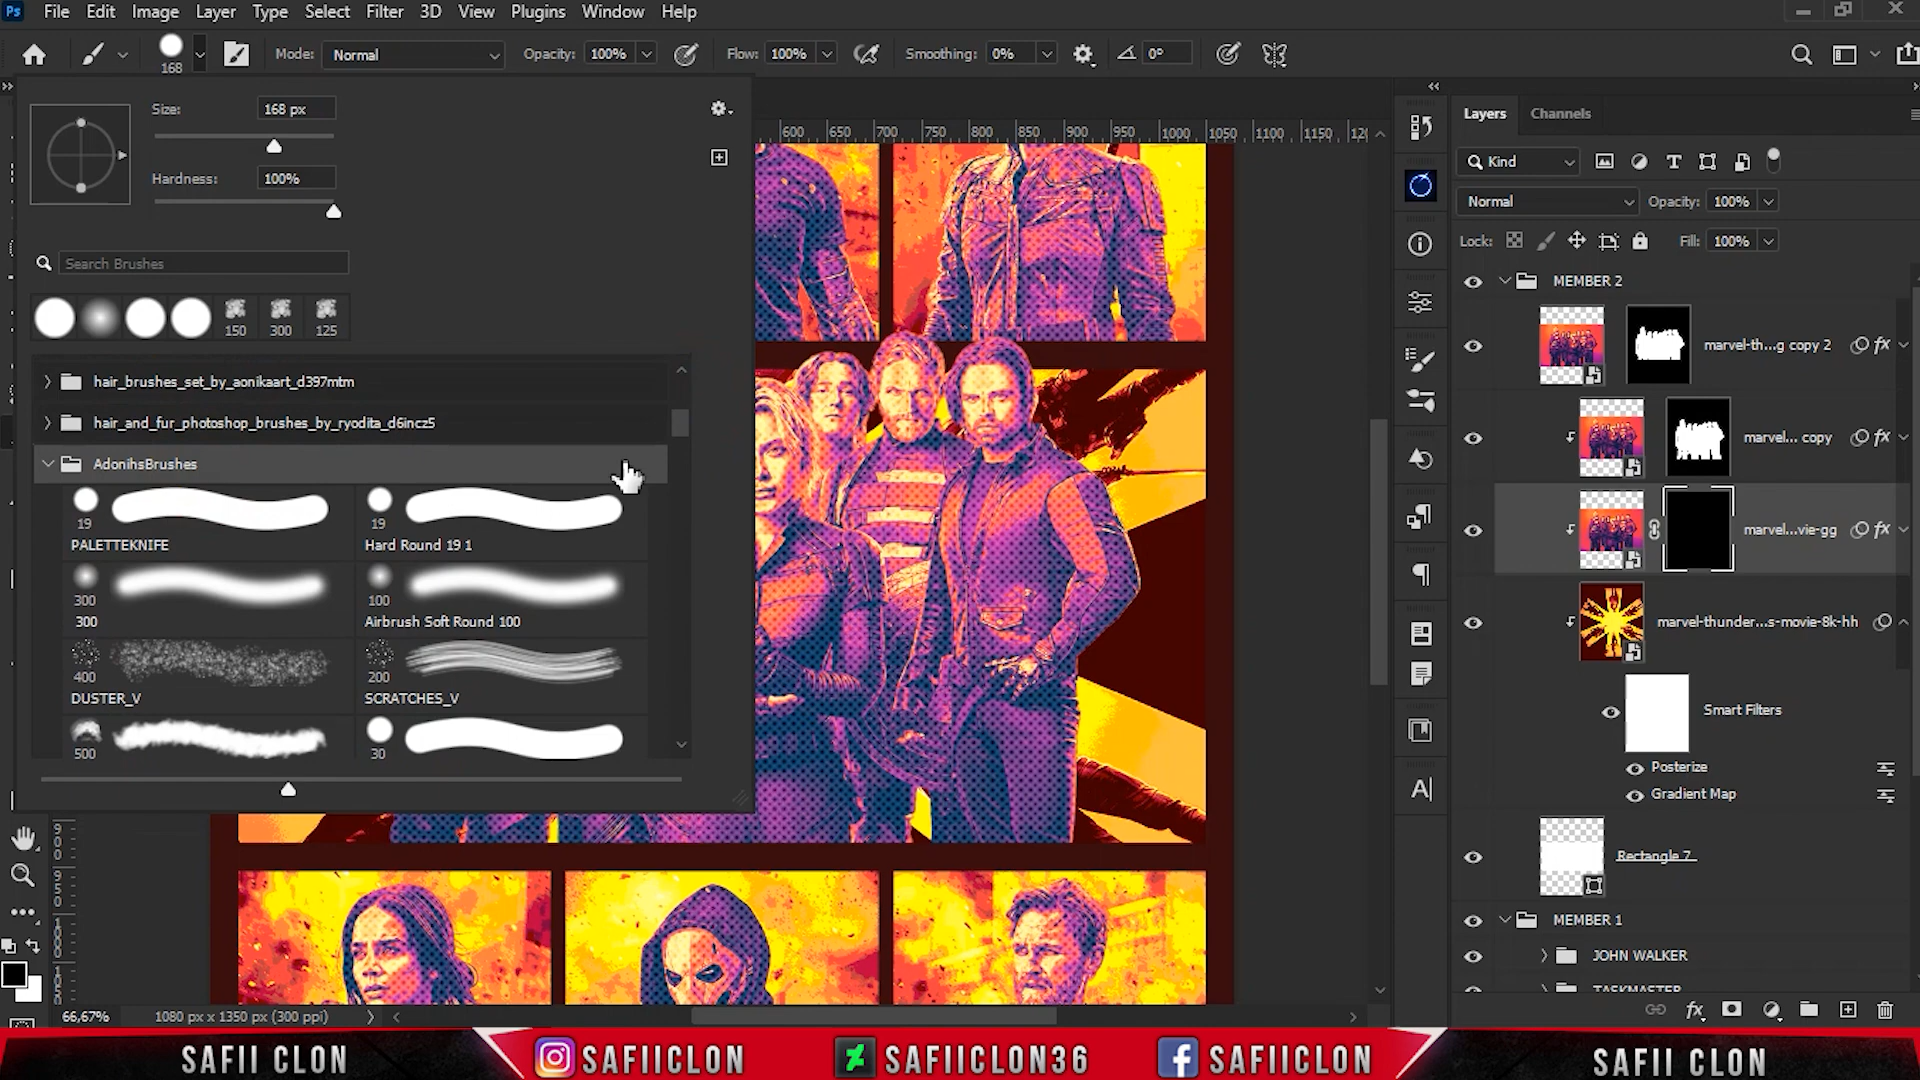 Ps File Edit Image Layer Type Select Filter 3D View Plugins Window Help
168 Mode: Normal Opacity: 100% Flow: 100% Smoothing: 0% 0°
Size: 168 px
Hardness: 100%
Search Brushes
150 300 125
hair_brushes_set_by_aonikaart_d397mtm
hair_and_fur_photoshop_brushes_by_ryodita_d6incz5
AdonihsBrushes
19 19
PALETTEKNIFE Hard Round 19 1
300 100
300 Airbrush Soft Round 100
400 200
DUSTER_V SCRATCHES_V
500 30
600 650 700 750 800 850 900 950 1000 1050 1100 1150
Layers Channels
Kind
Normal Opacity: 100%
Lock: Fill: 100%
MEMBER 2
marvel-th...g copy 2 fx
marvel... copy fx
marvel...vie-gg fx
marvel-thunder...s-movie-8k-hh
Smart Filters
Posterize
Gradient Map
Rectangle 7
MEMBER 1
JOHN WALKER
TASKMASTER
fx
66,67% 1080 px x 1350 px (300 ppi)
SAFII CLON SAFIICLON SAFIICLON36 SAFIICLON SAFII CLON